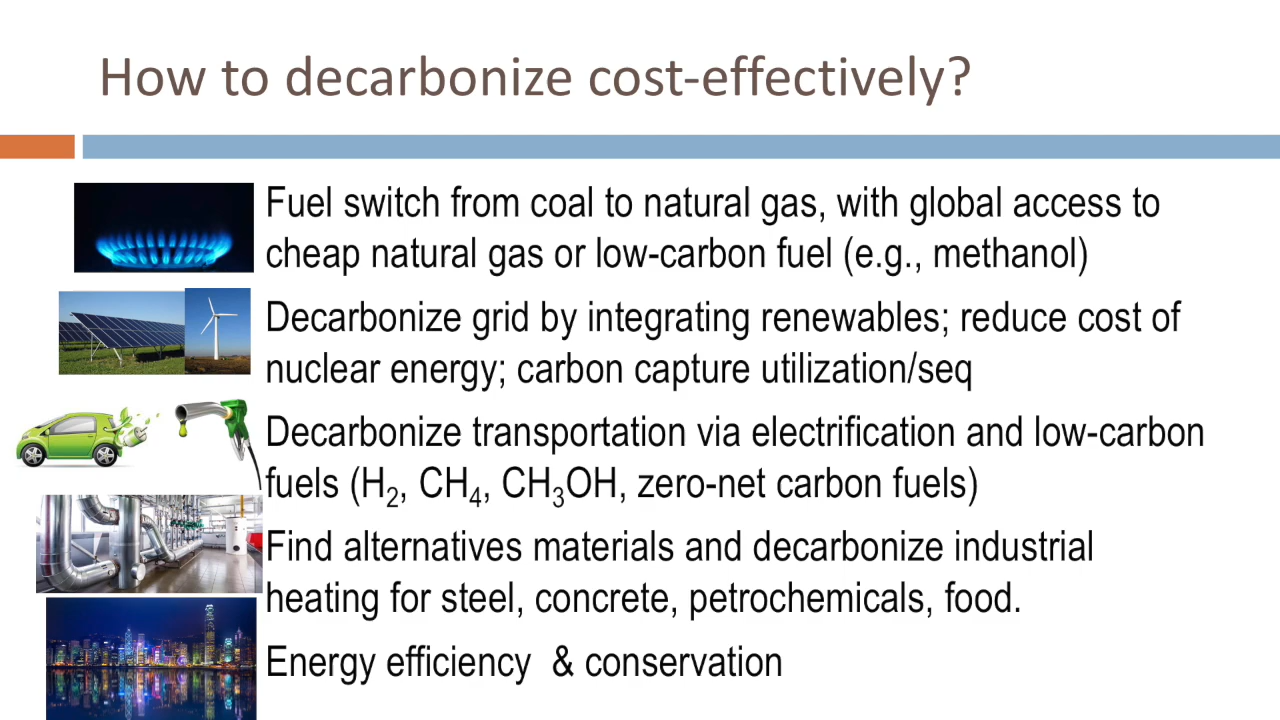 How to decarbonize cost-effectively?
Fuel switch from coal to natural gas, with global access to
cheap natural gas or low-carbon fuel (e.g., methanol)
Decarbonize grid by integrating renewables; reduce cost of
nuclear energy; carbon capture utilization/seq
Decarbonize transportation via electrification and low-carbon
fuels (H₂, CH₄, CH₃OH, zero-net carbon fuels)
Find alternatives materials and decarbonize industrial
heating for steel, concrete, petrochemicals, food.
Energy efficiency & conservation